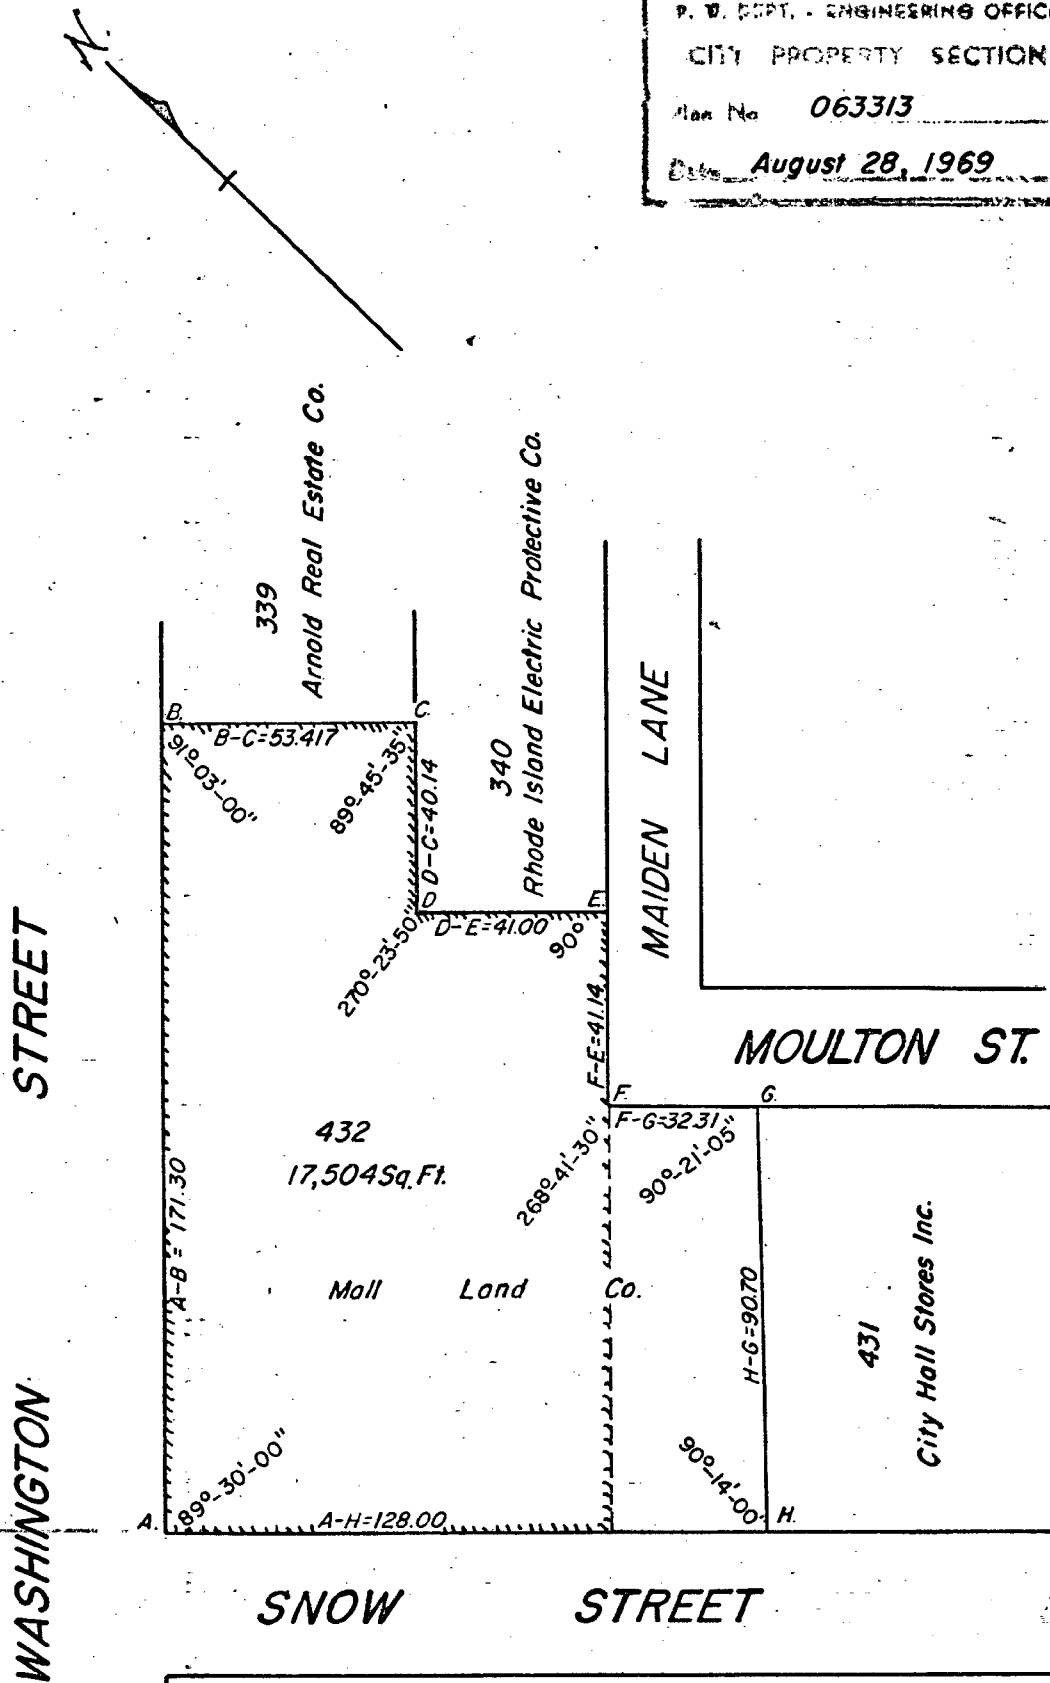 N.
P. W. DEPT. - ENGINEERING OFFICE
CITY PROPERTY SECTION
Plan No 063313
Date August 28, 1969
339
Arnold Real Estate Co.
340
Rhode Island Electric Protective Co.
MAIDEN LANE
B.
B-C=53.417
C.
91°-03'-00"
89°-45'-35"
D-C=40.14
D
D-E=41.00
E.
270°-23'-50"
90°
F-E=41.14
MOULTON ST.
F.
F-G=32.31
G.
268°-41'-30"
90°-21'-05"
432
17,504 Sq. Ft.
A-B = 171.30
Mall Land Co.
H-G=90.70
431
City Hall Stores Inc.
89°-30'-00"
90°-14'-00
A.
A-H=128.00
H.
WASHINGTON STREET
SNOW STREET